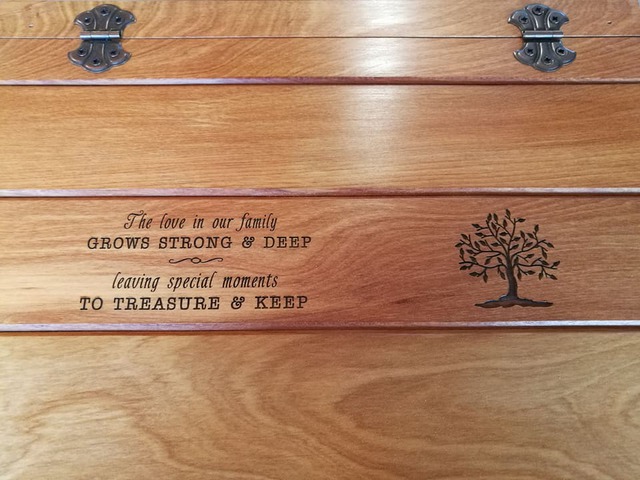 The love in our family
GROWS STRONG & DEEP
leaving special moments
TO TREASURE & KEEP